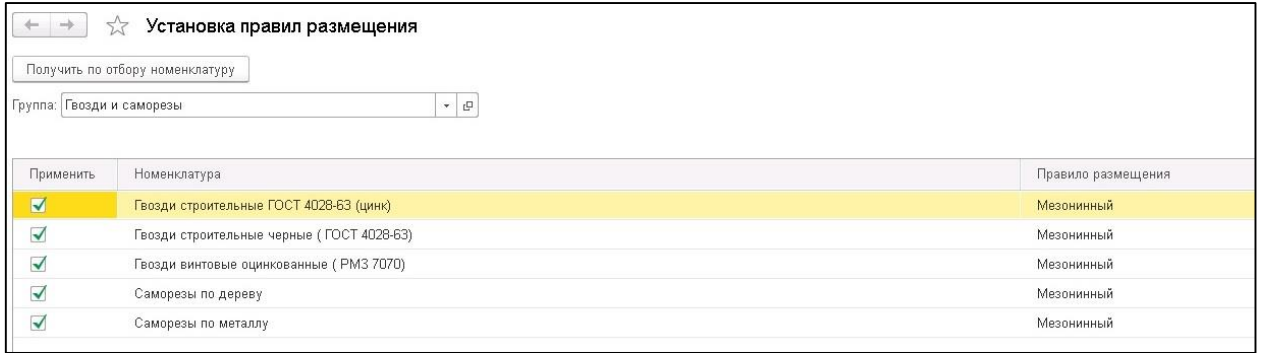 Установка правил размещения
Получить по отбору номенклатуру
Группа: Гвозди и саморезы
Применить Номенклатура Правило размещения
Гвозди строительные ГОСТ 4028-63 (цинк) Мезонинный
Гвозди строительные черные ( ГОСТ 4028-63) Мезонинный
Гвозди винтовые оцинкованные ( РМЗ 7070) Мезонинный
Саморезы по дереву Мезонинный
Саморезы по металлу Мезонинный